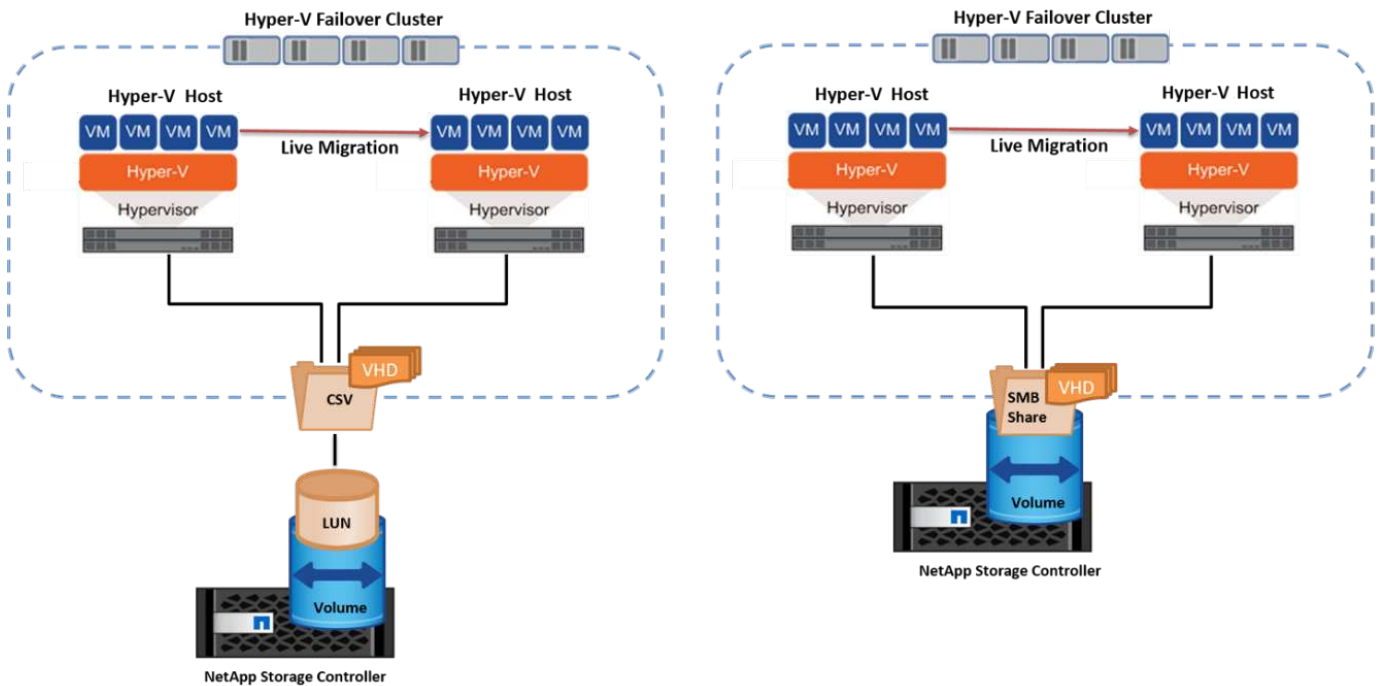 Hyper-V Failover Cluster
Hyper-V Host
Hyper-V Host
VM VM VM VM
VM VM VM VM
Live Migration
Hyper-V
Hyper-V
Hypervisor
Hypervisor
VHD
CSV
LUN
Volume
NetApp Storage Controller
Hyper-V Failover Cluster
Hyper-V Host
Hyper-V Host
VM VM VM VM
VM VM VM VM
Live Migration
Hyper-V
Hyper-V
Hypervisor
Hypervisor
VHD
SMB
Share
Volume
NetApp Storage Controller